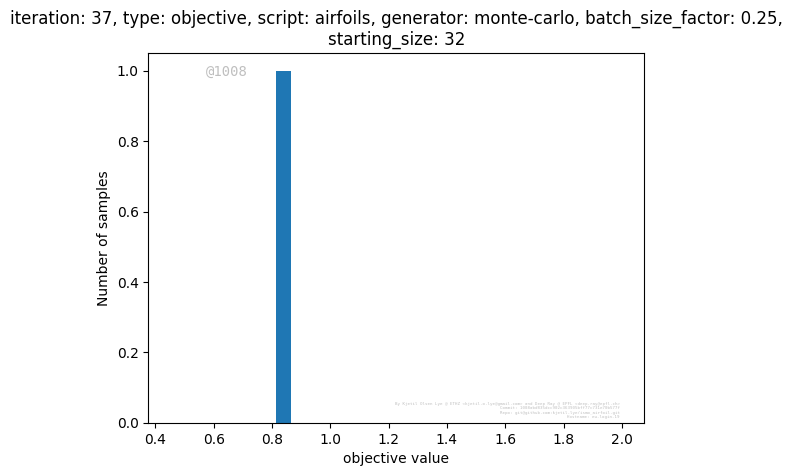 iteration: 37, type: objective, script: airfoils, generator: monte-carlo, batch_size_factor: 0.25,
starting_size: 32
@1008
1.0
0.8
0.6
0.4
0.2
0.0
Number of samples
0.4 0.6 0.8 1.0 1.2 1.4 1.6 1.8 2.0
objective value